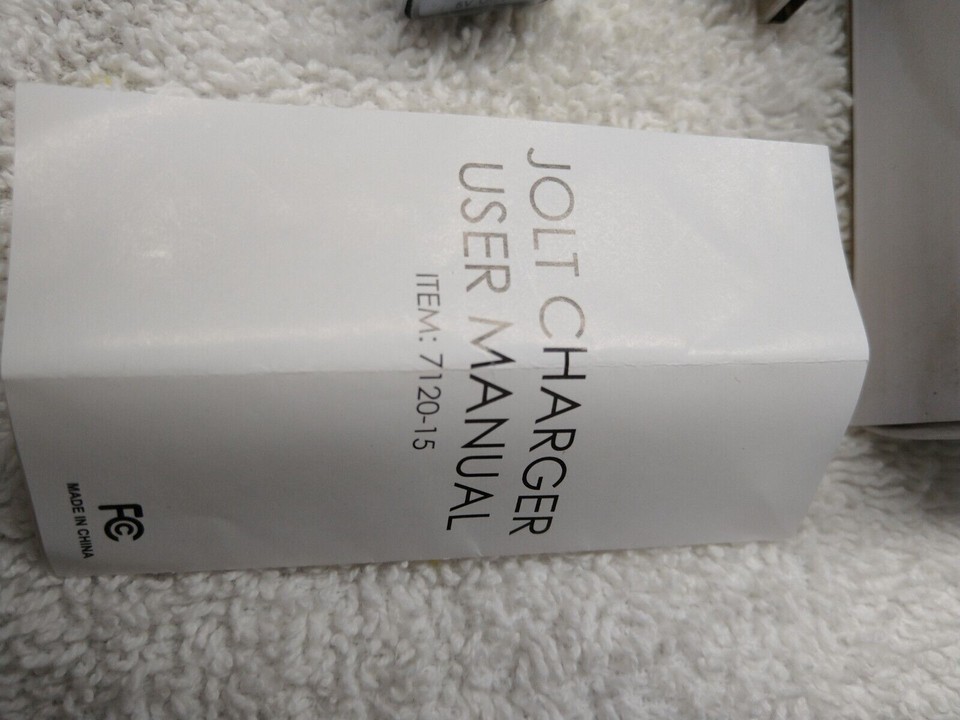 JOLT CHARGER
USER MANUAL
ITEM: 7120-15
FC
MADE IN CHINA